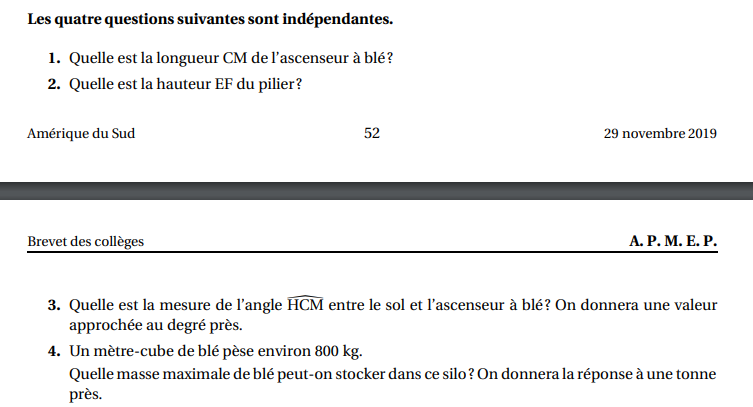 Les quatre questions suivantes sont indépendantes.
1. Quelle est la longueur CM de l'ascenseur à blé?
2. Quelle est la hauteur EF du pilier?
Amérique du Sud 52 29 novembre 2019
Brevet des collèges A. P. M. E. P.
3. Quelle est la mesure de l'angle HCM entre le sol et l'ascenseur à blé? On donnera une valeur
approchée au degré près.
4. Un mètre-cube de blé pèse environ 800 kg.
Quelle masse maximale de blé peut-on stocker dans ce silo? On donnera la réponse à une tonne
près.